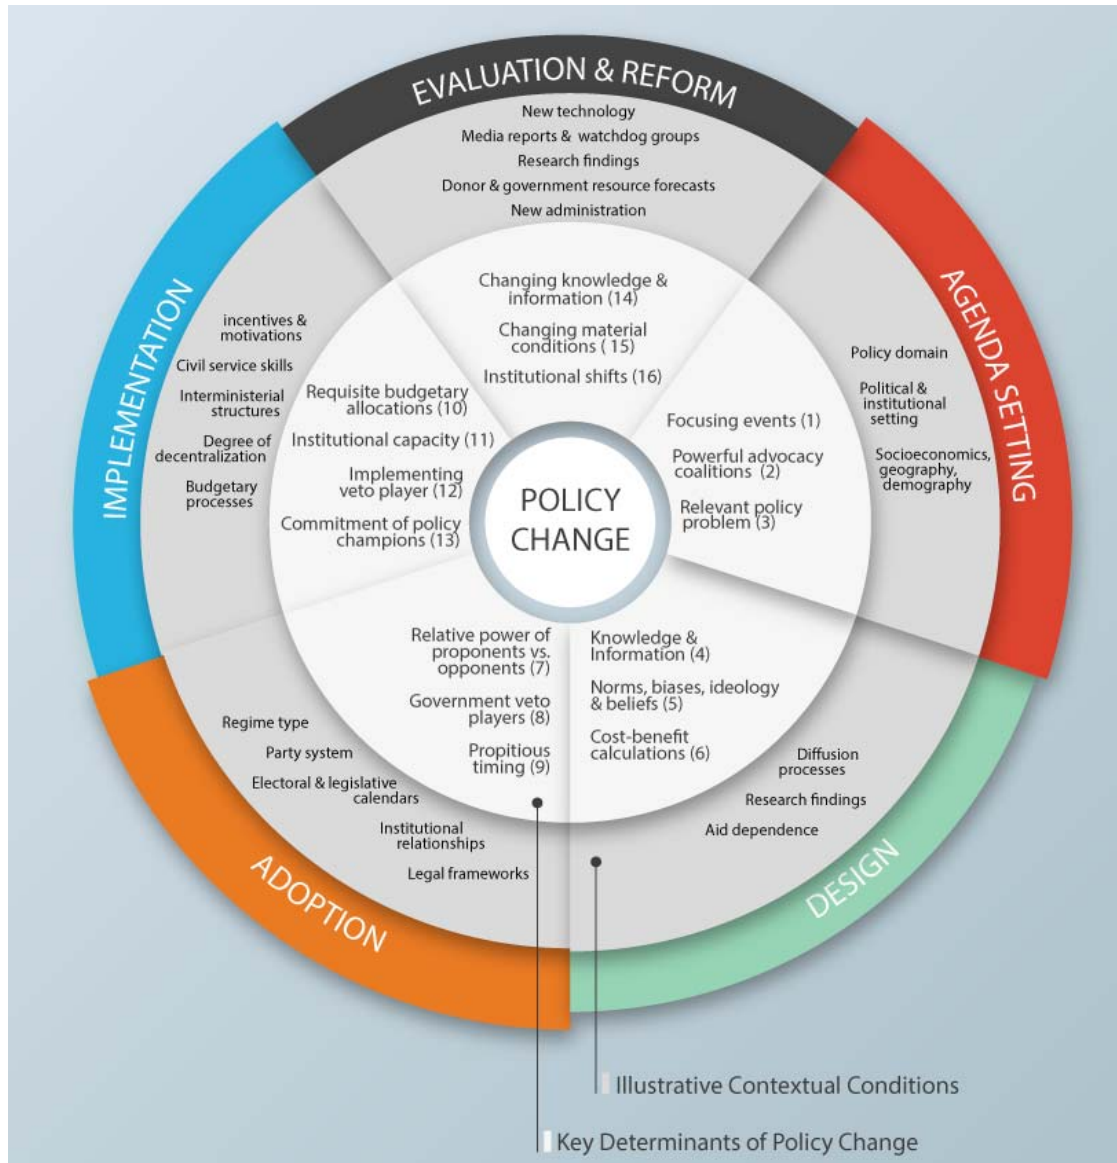 EVALUATION & REFORM
New technology
Media reports & watchdog groups
Research findings
Donor & government resource forecasts
New administration
Changing knowledge &
information (14)
Changing material
conditions ( 15)
Institutional shifts (16)
AGENDA SETTING
Policy domain
Political &
institutional
setting
Socioeconomics,
geography,
demography
Focusing events (1)
Powerful advocacy
coalitions (2)
Relevant policy
problem (3)
DESIGN
Diffusion
processes
Research findings
Aid dependence
Knowledge &
Information (4)
Norms, biases, ideology
& beliefs (5)
Cost-benefit
calculations (6)
ADOPTION
Regime type
Party system
Electoral & legislative
calendars
Institutional
relationships
Legal frameworks
Relative power of
proponents vs.
opponents (7)
Government veto
players (8)
Propitious
timing (9)
IMPLEMENTATION
incentives &
motivations
Civil service skills
Interministerial
structures
Degree of
decentralization
Budgetary
processes
Requisite budgetary
allocations (10)
Institutional capacity (11)
Implementing
veto player (12)
Commitment of policy
champions (13)
POLICY
CHANGE
Illustrative Contextual Conditions
Key Determinants of Policy Change